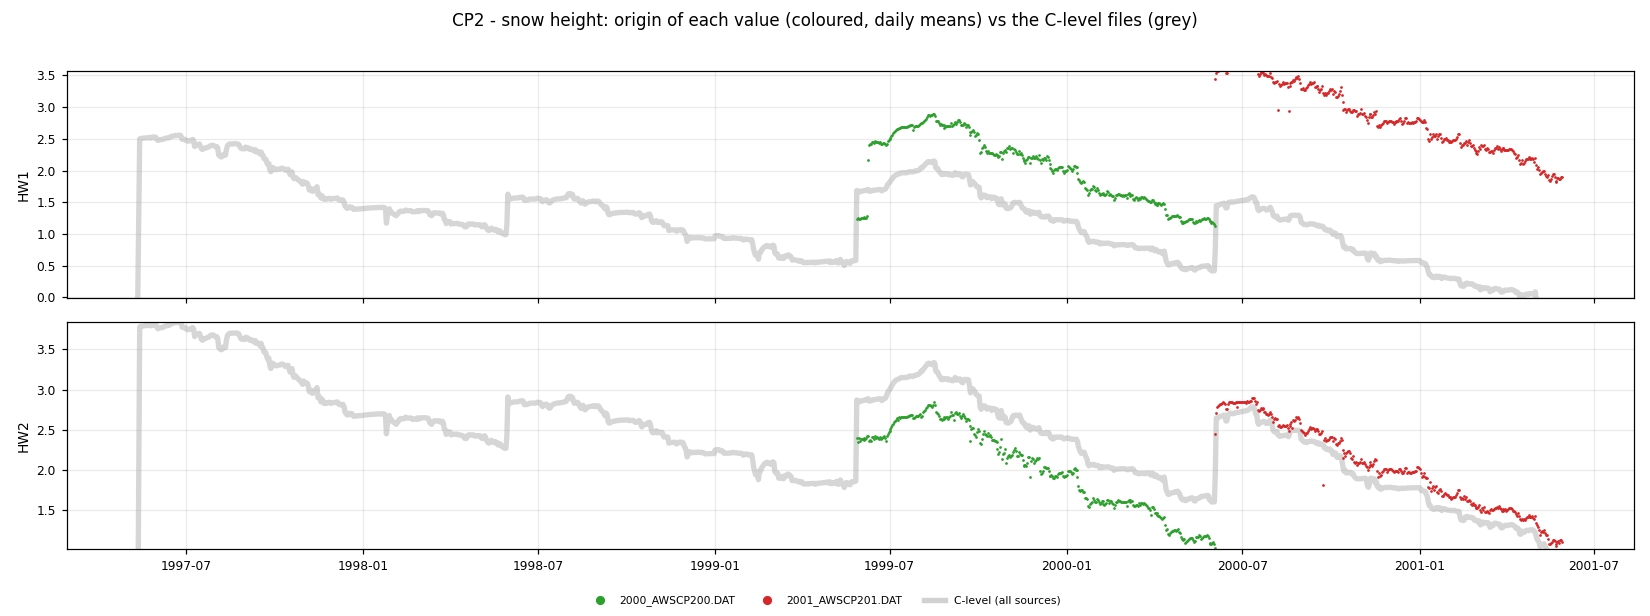 CP2 - snow height: origin of each value (coloured, daily means) vs the C-level files (grey)
HW1
3.5
3.0
2.5
2.0
1.5
1.0
0.5
0.0
HW2
3.5
3.0
2.5
2.0
1.5
1997-07 1998-01 1998-07 1999-01 1999-07 2000-01 2000-07 2001-01 2001-07
2000_AWSCP200.DAT 2001_AWSCP201.DAT C-level (all sources)